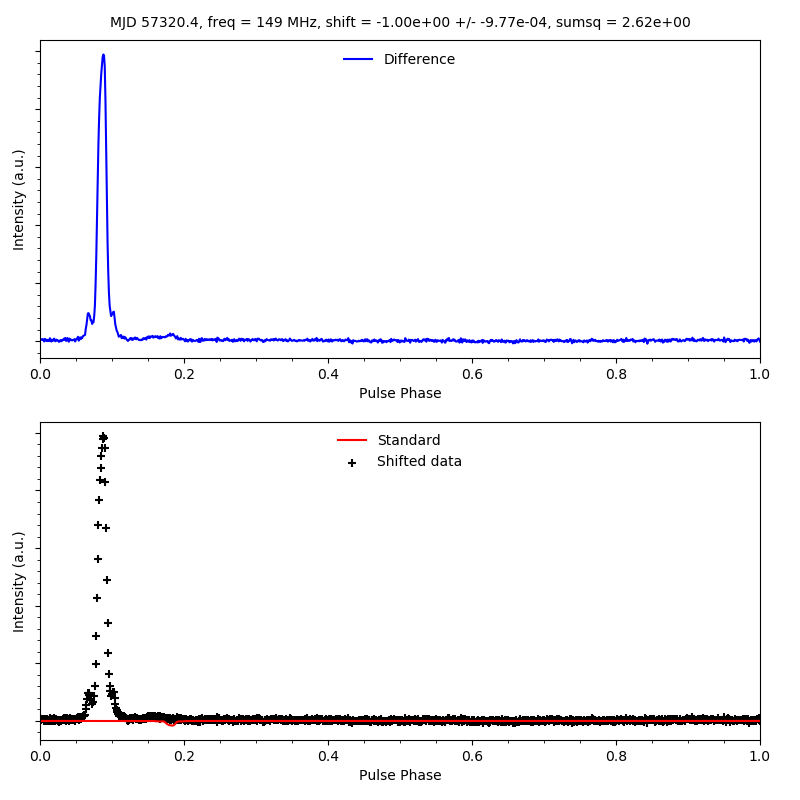 MJD 57320.4, freq = 149 MHz, shift = -1.00e+00 +/- -9.77e-04, sumsq = 2.62e+00
Difference
Intensity (a.u.)
0.0 0.2 0.4 0.6 0.8 1.0
Pulse Phase
Standard
Shifted data
Intensity (a.u.)
0.0 0.2 0.4 0.6 0.8 1.0
Pulse Phase